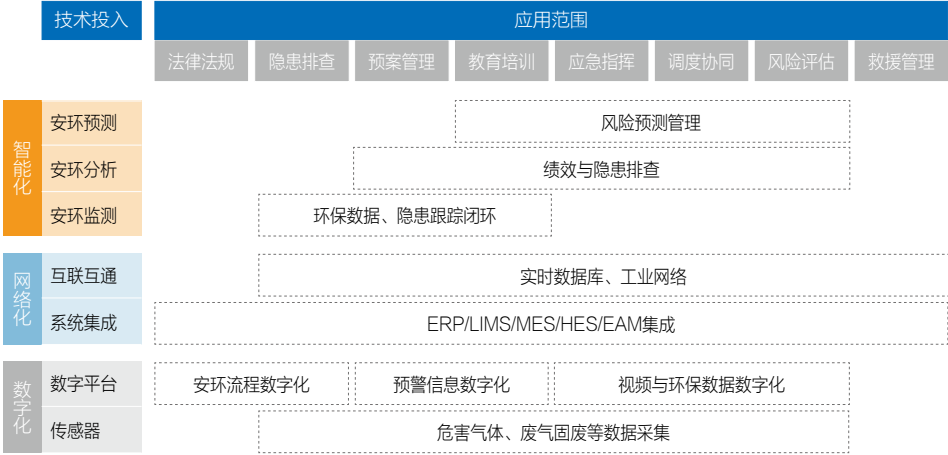 技术投入
应用范围
法律法规
隐患排查
预案管理
教育培训
应急指挥
调度协同
风险评估
救援管理
智能化
安环预测
风险预测管理
安环分析
绩效与隐患排查
安环监测
环保数据、隐患跟踪闭环
网络化
互联互通
实时数据库、工业网络
系统集成
ERP/LIMS/MES/HES/EAM集成
数字化
数字平台
安环流程数字化
预警信息数字化
视频与环保数据数字化
传感器
危害气体、废气固废等数据采集